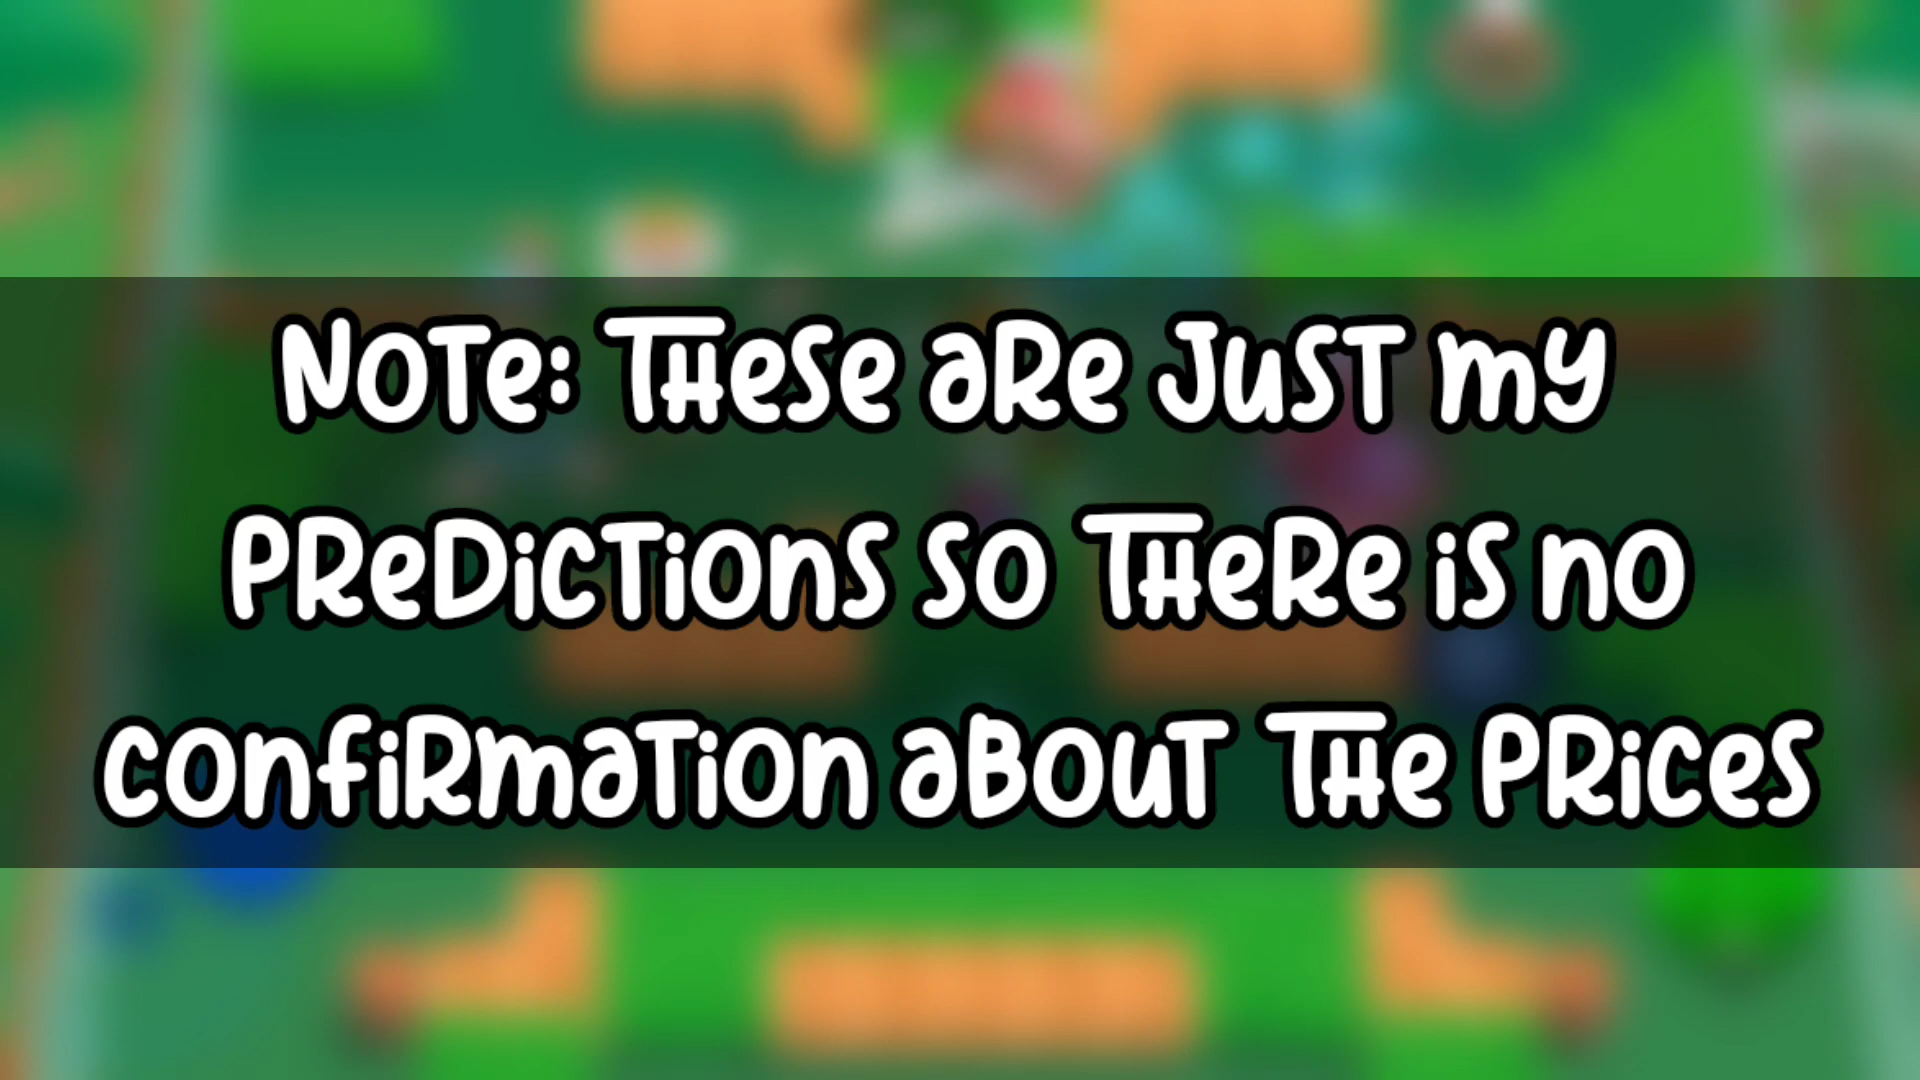 Note: These are just my
predictions so there is no
confirmation about the prices